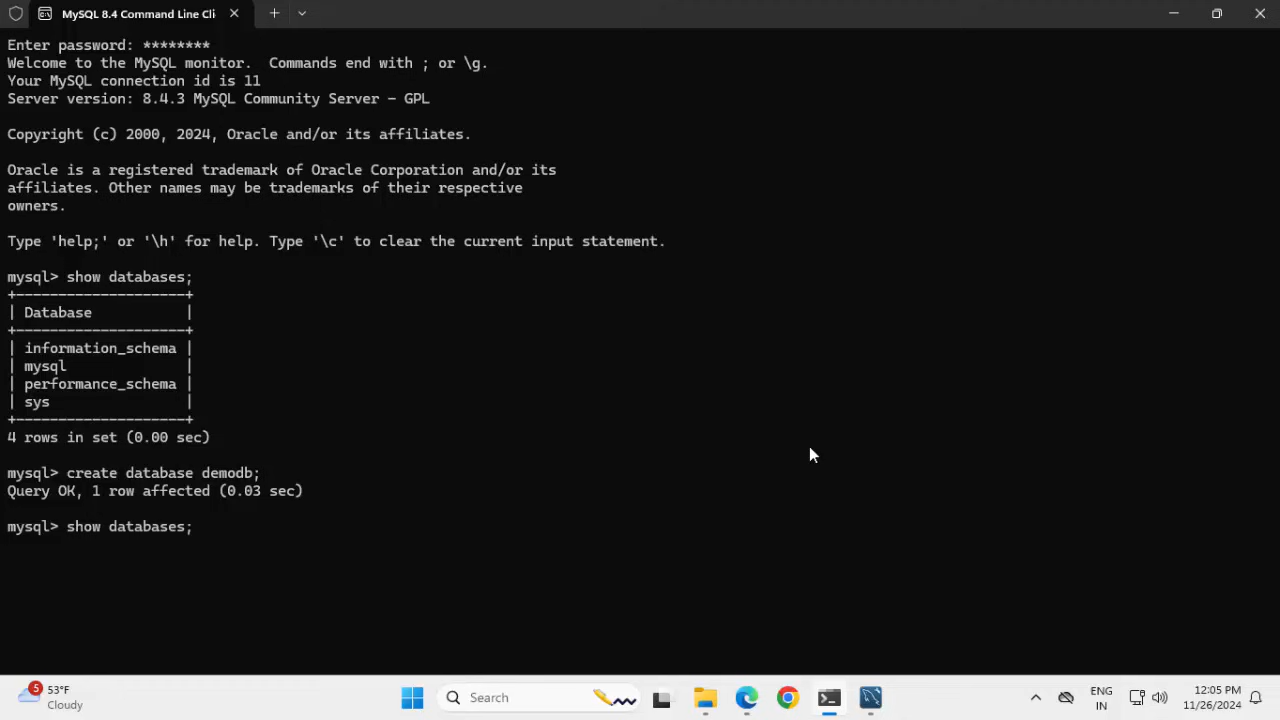 MySQL 8.4 Command Line Cli
Enter password: ********
Welcome to the MySQL monitor.  Commands end with ; or \g.
Your MySQL connection id is 11
Server version: 8.4.3 MySQL Community Server - GPL
Copyright (c) 2000, 2024, Oracle and/or its affiliates.
Oracle is a registered trademark of Oracle Corporation and/or its
affiliates. Other names may be trademarks of their respective
owners.
Type 'help;' or '\h' for help. Type '\c' to clear the current input statement.
mysql> show databases;
+--------------------+
| Database           |
+--------------------+
| information_schema |
| mysql              |
| performance_schema |
| sys                |
+--------------------+
4 rows in set (0.00 sec)
mysql> create database demodb;
Query OK, 1 row affected (0.03 sec)
mysql> show databases;
5
53°F
Cloudy
Search
ENG
IN
12:05 PM
11/26/2024